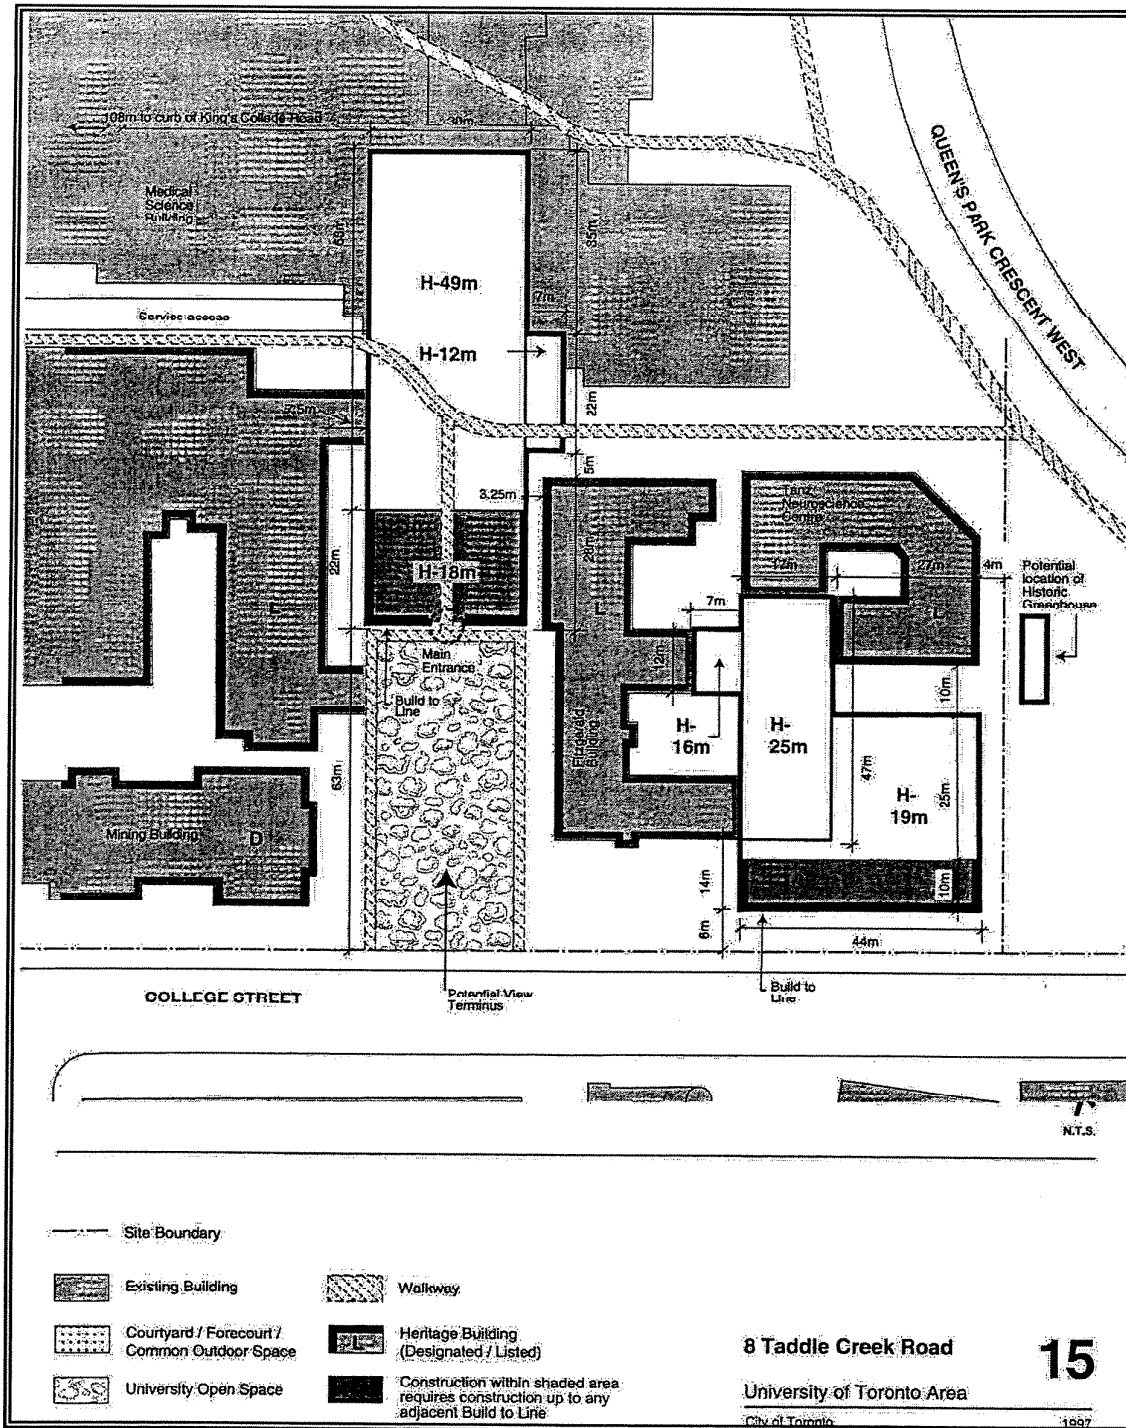 108m to curb of King's College Road
Medical
Science
Building
68m
35m
H-49m
7m
Service access
H-12m
QUEEN'S PARK CRESCENT WEST
22m
5m
3.25m
Tanz
Neuroscience
Centre
22m
28m
H-18m
17m
27m
4m
Potential
location of
Historic
Greenhouse
7m
E
L
L
Main
Entrance
12m
Build to
Line
10m
Fitzgerald
Building
H-
16m
H-
25m
47m
25m
H-
19m
63m
Mining Building
D
14m
10m
6m
44m
COLLEGE STREET
Potential View
Terminus
Build to
Line
N.T.S.
Site Boundary
Existing Building
Walkway
Courtyard / Forecourt /
Common Outdoor Space
L
Heritage Building
(Designated / Listed)
University Open Space
Construction within shaded area
requires construction up to any
adjacent Build to Line
8 Taddle Creek Road
15
University of Toronto Area
City of Toronto
1997